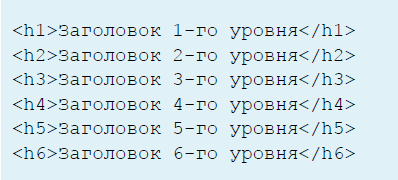 <h1>Заголовок 1-го уровня</h1>
<h2>Заголовок 2-го уровня</h2>
<h3>Заголовок 3-го уровня</h3>
<h4>Заголовок 4-го уровня</h4>
<h5>Заголовок 5-го уровня</h5>
<h6>Заголовок 6-го уровня</h6>